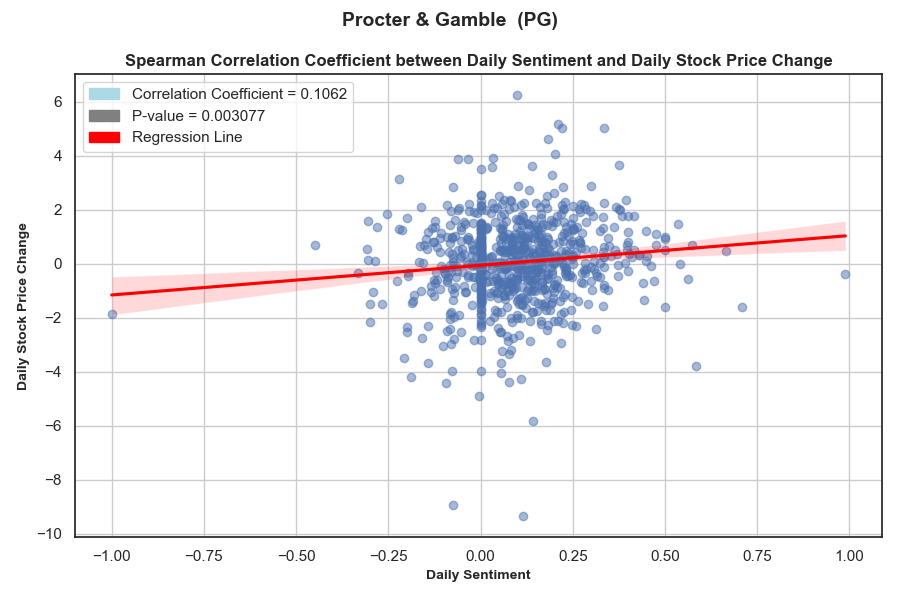 Procter & Gamble  (PG)
Spearman Correlation Coefficient between Daily Sentiment and Daily Stock Price Change
Correlation Coefficient = 0.1062
P-value = 0.003077
Regression Line
Daily Stock Price Change
6
4
2
0
−2
−4
−6
−8
−10
−1.00 −0.75 −0.50 −0.25 0.00 0.25 0.50 0.75 1.00
Daily Sentiment